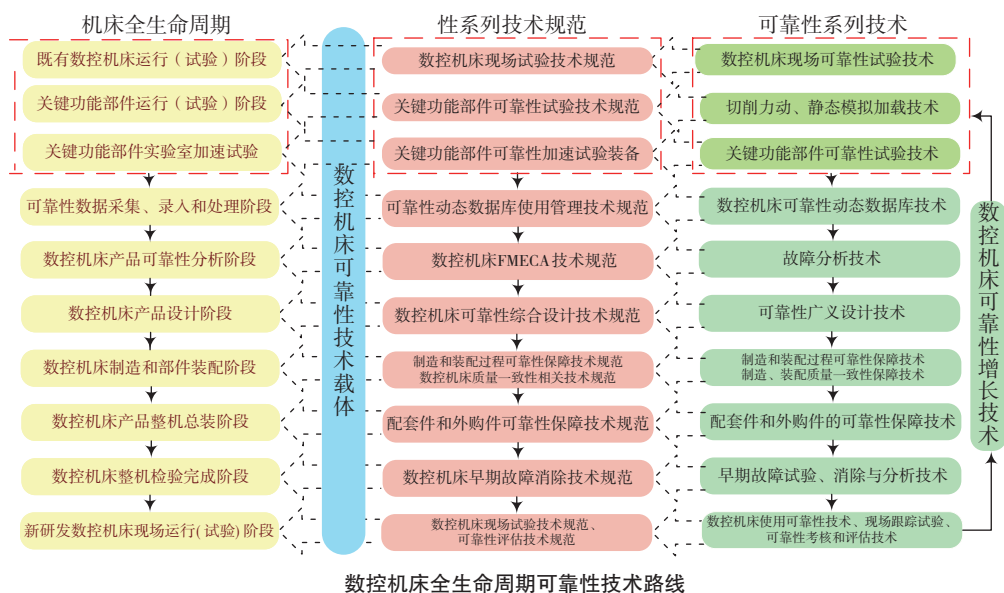 机床全生命周期
既有数控机床运行（试验）阶段
关键功能部件运行（试验）阶段
关键功能部件实验室加速试验
可靠性数据采集、录入和处理阶段
数控机床产品可靠性分析阶段
数控机床产品设计阶段
数控机床制造和部件装配阶段
数控机床产品整机总装阶段
数控机床整机检验完成阶段
新研发数控机床现场运行(试验)阶段
数控机床可靠性技术载体
性系列技术规范
数控机床现场试验技术规范
关键功能部件可靠性试验技术规范
关键功能部件可靠性加速试验装备
可靠性动态数据库使用管理技术规范
数控机床FMECA技术规范
数控机床可靠性综合设计技术规范
制造和装配过程可靠性保障技术规范
数控机床质量一致性相关技术规范
配套件和外购件可靠性保障技术规范
数控机床早期故障消除技术规范
数控机床现场试验技术规范、
可靠性评估技术规范
可靠性系列技术
数控机床现场可靠性试验技术
切削力动、静态模拟加载技术
关键功能部件可靠性试验技术
数控机床可靠性动态数据库技术
故障分析技术
可靠性广义设计技术
制造和装配过程可靠性保障技术
制造、装配质量一致性保障技术
配套件和外购件的可靠性保障技术
早期故障试验、消除与分析技术
数控机床使用可靠性技术、现场跟踪试验、
可靠性考核和评估技术
数控机床可靠性增长技术
数控机床全生命周期可靠性技术路线